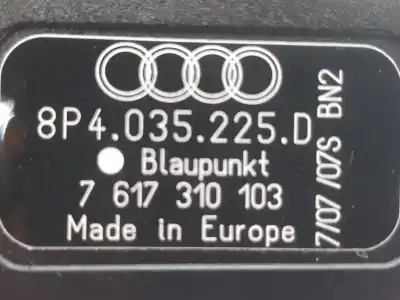 8P4.035.225.D
Blaupunkt
7 617 310 103
Made in Europe
7/07 /07S BN2